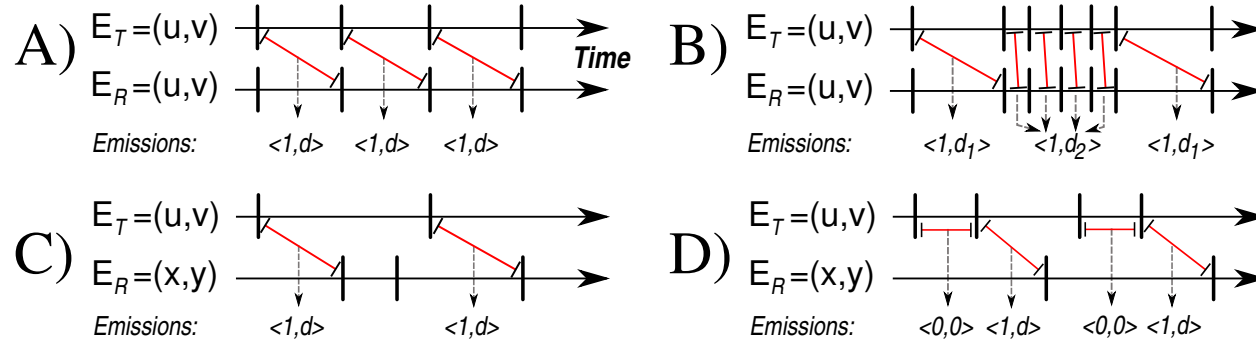 A)
E_T=(u,v)
Time
E_R=(u,v)
Emissions: <1,d> <1,d> <1,d>
B)
E_T=(u,v)
E_R=(u,v)
Emissions: <1,d_1> <1,d_2> <1,d_1>
C)
E_T=(u,v)
E_R=(x,y)
Emissions: <1,d> <1,d>
D)
E_T=(u,v)
E_R=(x,y)
Emissions: <0,0> <1,d> <0,0> <1,d>